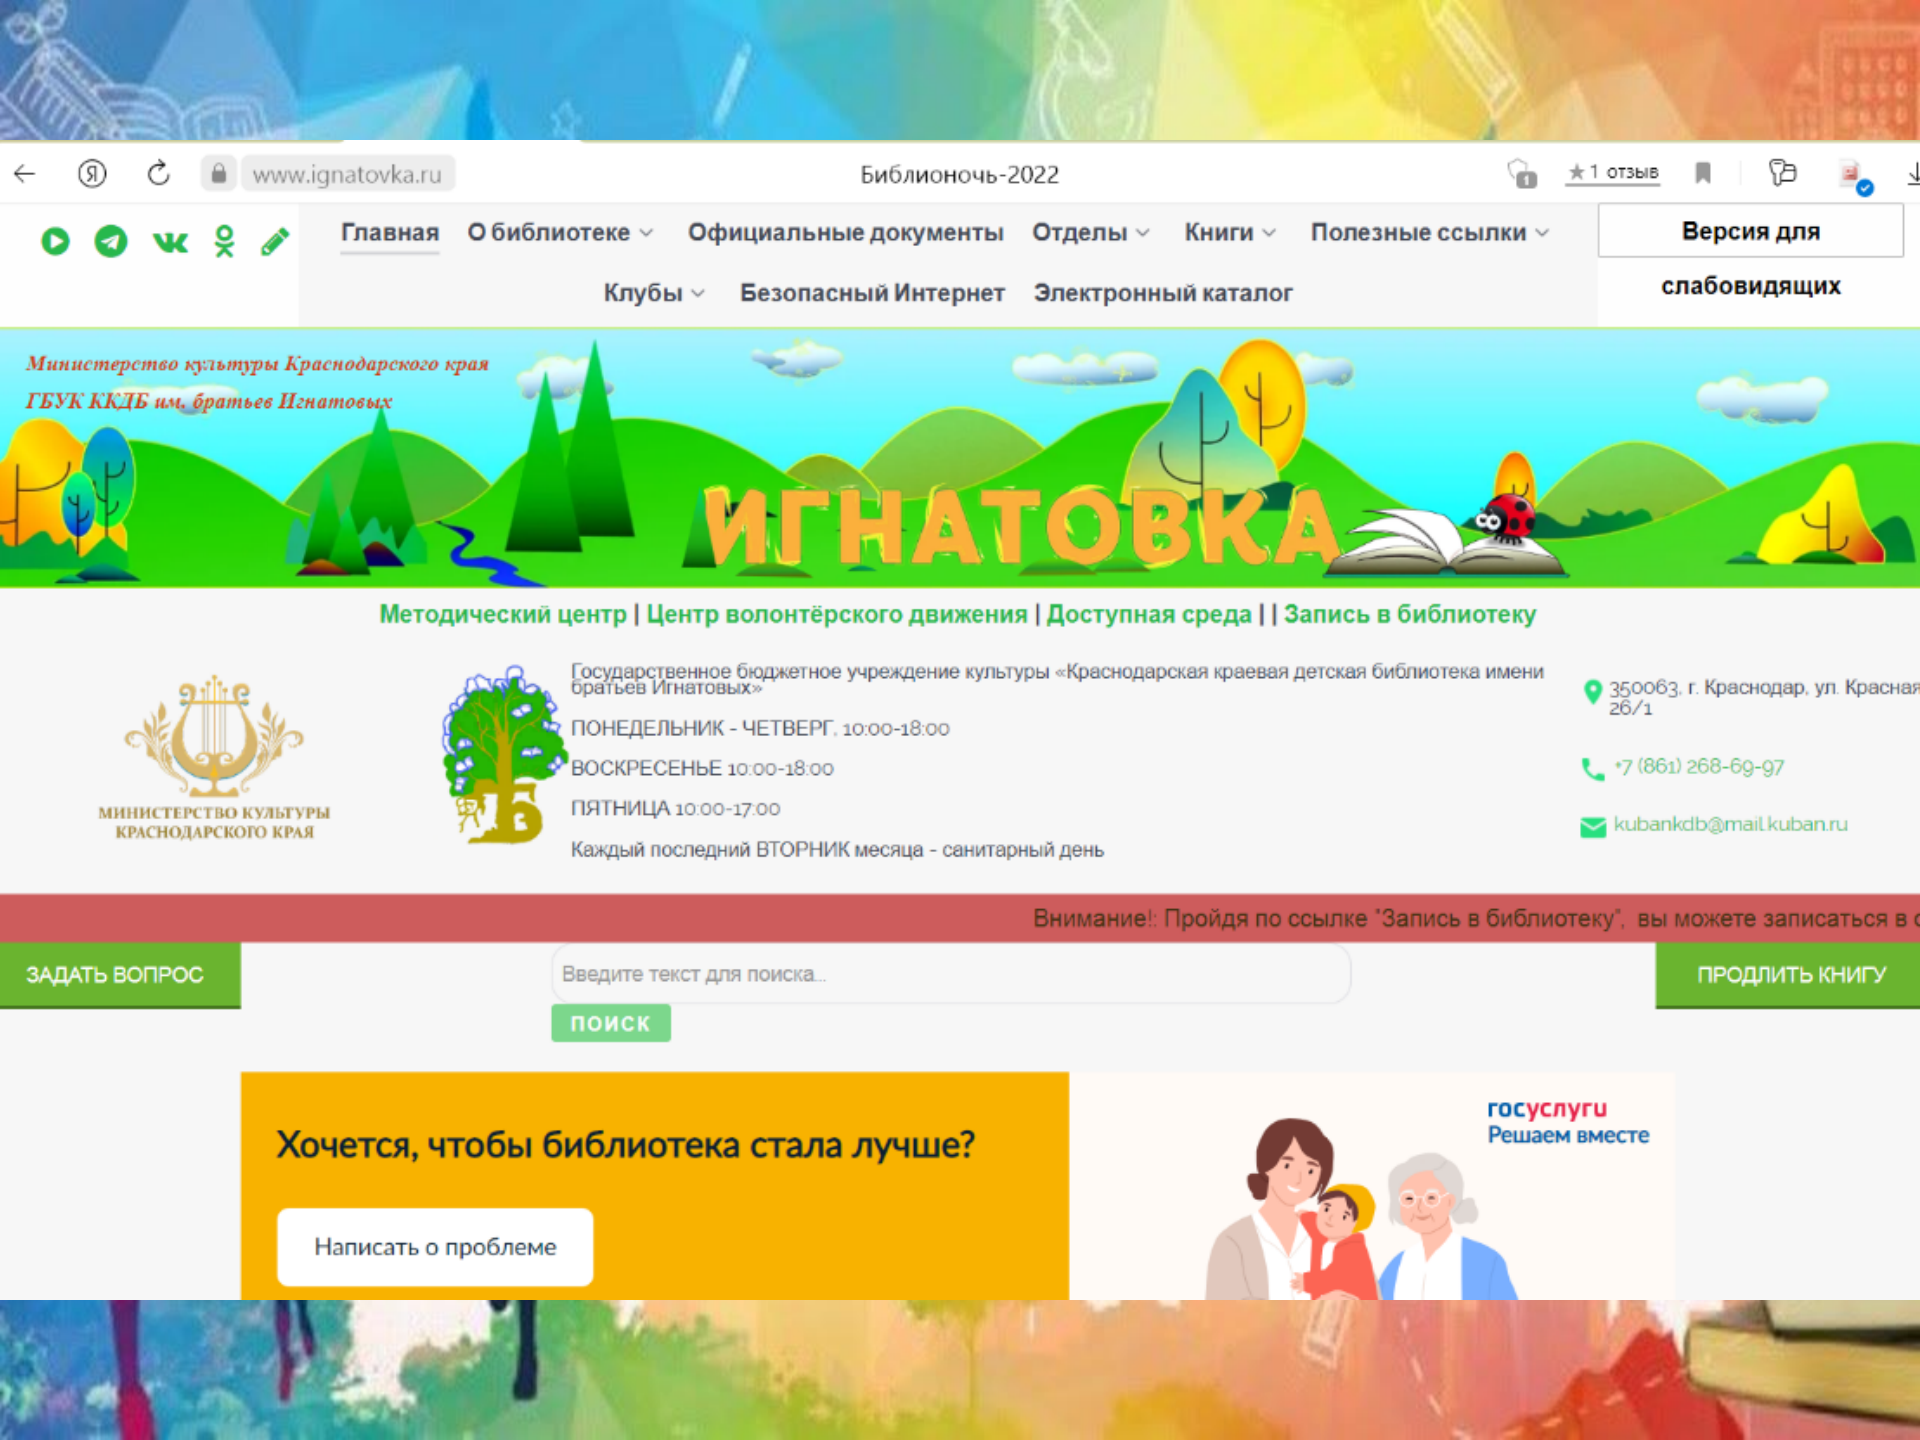 www.ignatovka.ru
Библионочь-2022
1 отзыв
Главная О библиотеке Официальные документы Отделы Книги Полезные ссылки
Клубы Безопасный Интернет Электронный каталог
Версия для
слабовидящих
Министерство культуры Краснодарского края
ГБУК ККДБ им. братьев Игнатовых
ИГНАТОВКА
Методический центр | Центр волонтёрского движения | Доступная среда | | Запись в библиотеку
МИНИСТЕРСТВО КУЛЬТУРЫ
КРАСНОДАРСКОГО КРАЯ
Государственное бюджетное учреждение культуры «Краснодарская краевая детская библиотека имени
братьев Игнатовых»
ПОНЕДЕЛЬНИК - ЧЕТВЕРГ, 10:00-18:00
ВОСКРЕСЕНЬЕ 10:00-18:00
ПЯТНИЦА 10:00-17:00
Каждый последний ВТОРНИК месяца - санитарный день
350063, г. Краснодар, ул. Красная
26/1
+7 (861) 268-69-97
kubankdb@mail.kuban.ru
Внимание!: Пройдя по ссылке "Запись в библиотеку", вы можете записаться в
ЗАДАТЬ ВОПРОС
Введите текст для поиска...
ПОИСК
ПРОДЛИТЬ КНИГУ
Хочется, чтобы библиотека стала лучше?
Написать о проблеме
госуслуги
Решаем вместе